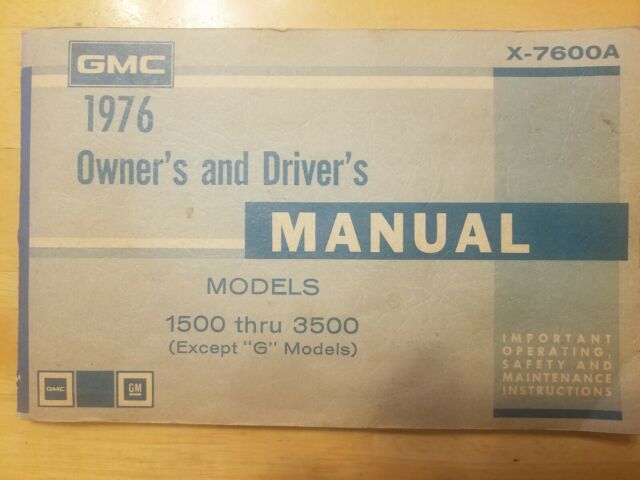 GMC
X-7600A
1976
Owner's and Driver's
MANUAL
MODELS
1500 thru 3500
(Except "G" Models)
IMPORTANT
OPERATING,
SAFETY AND
MAINTENANCE
INSTRUCTIONS
GMC
GM